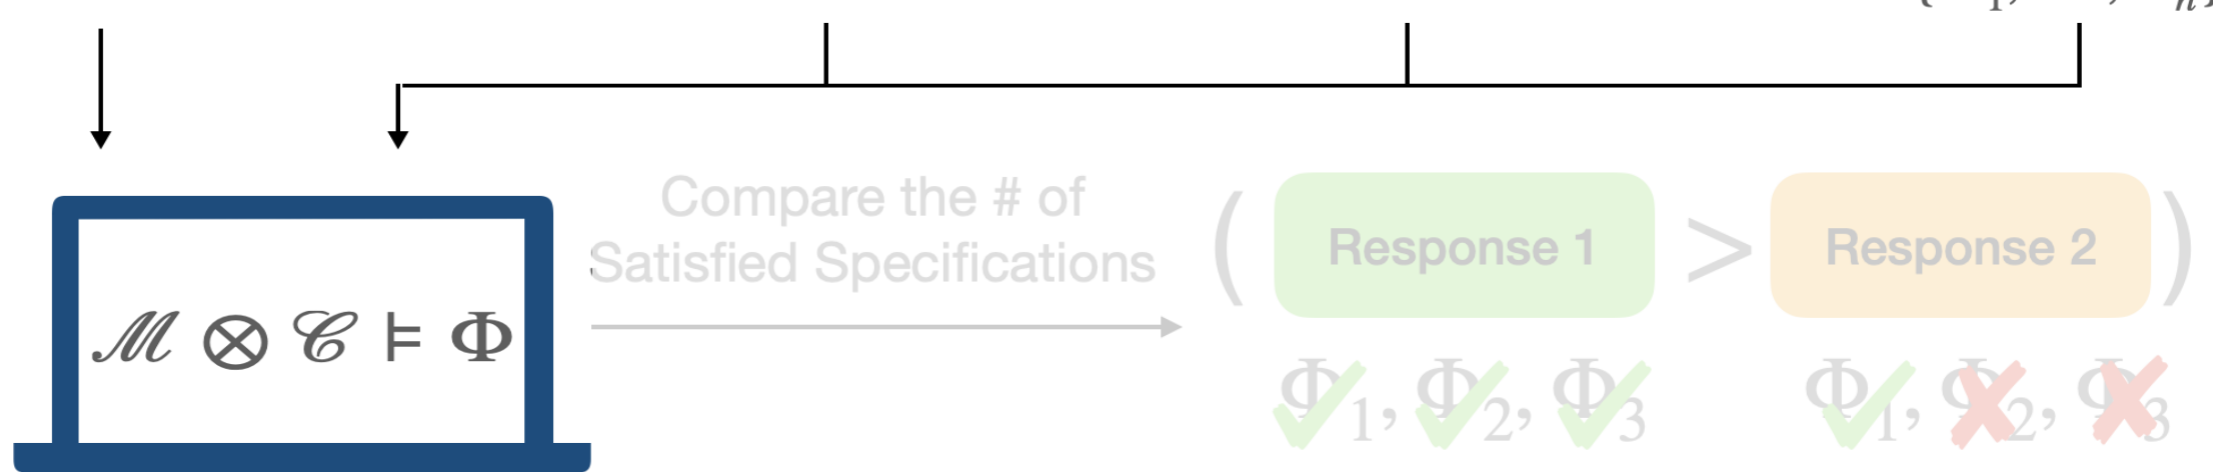 Compare the # of
Satisfied Specifications
( Response 1 > Response 2 )
ℳ ⊗ 𝒞 ⊨ Φ
Φ1, Φ2, Φ3 Φ1, Φ2, Φ3